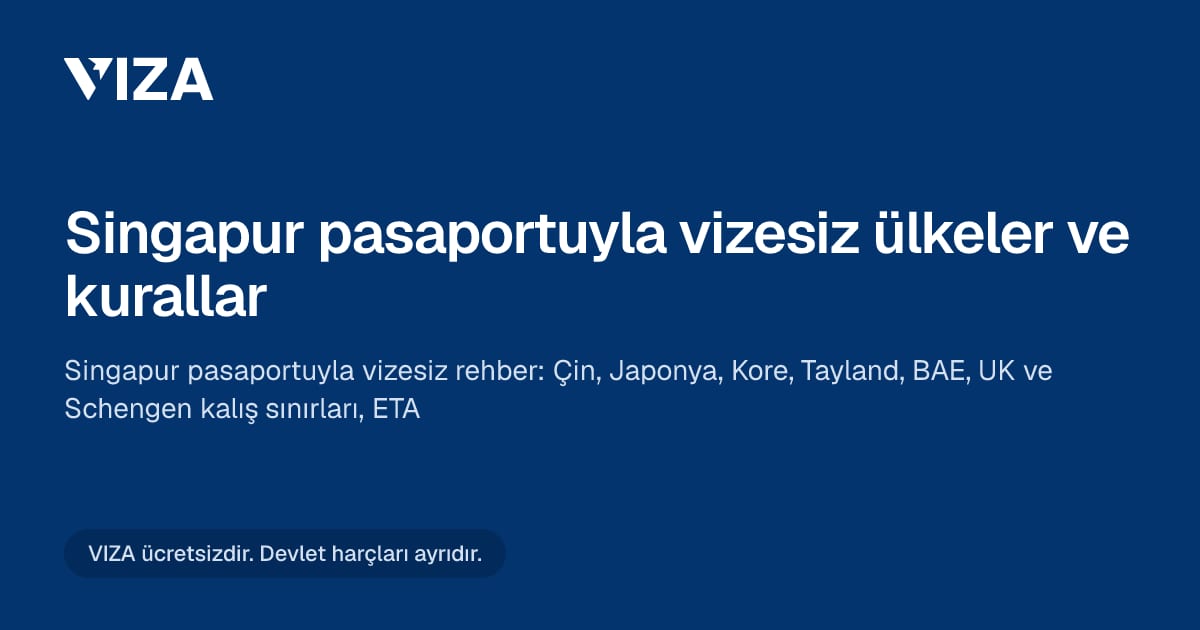 VIZA
Singapur pasaportuyla vizesiz ülkeler ve
kurallar
Singapur pasaportuyla vizesiz rehber: Çin, Japonya, Kore, Tayland, BAE, UK ve
Schengen kalış sınırları, ETA
VIZA ücretsizdir. Devlet harçları ayrıdır.